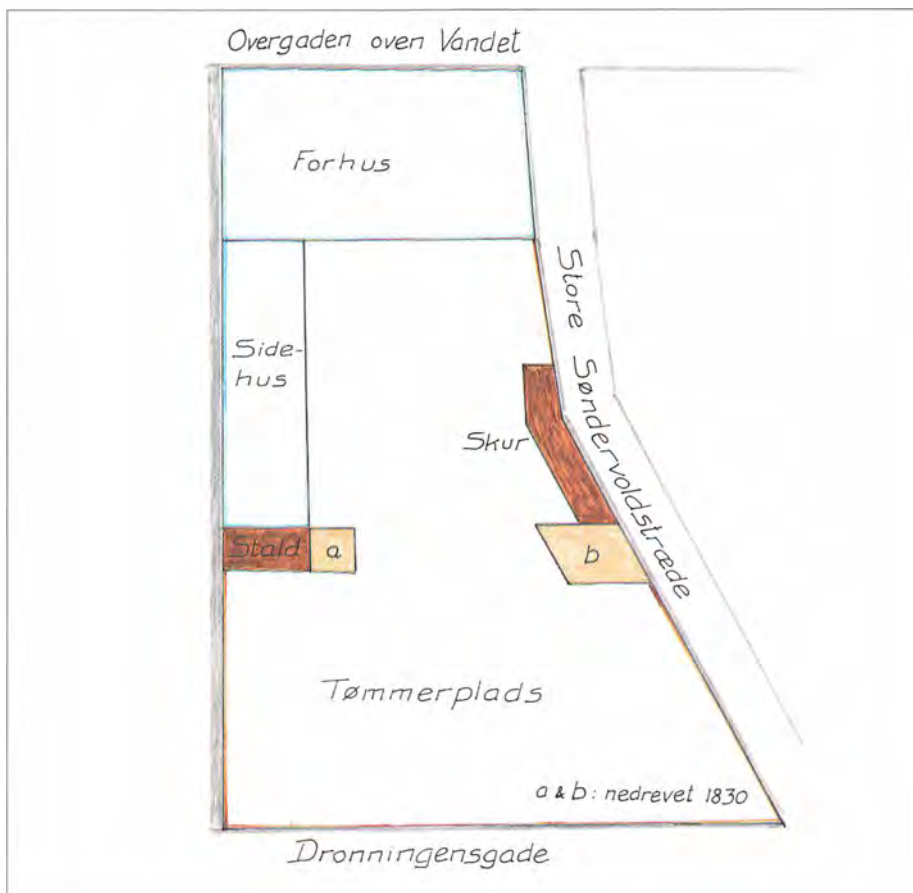 Overgaden oven Vandet
Forhus
Store Søndervoldstræde
Side-
hus
Skur
Stald
a
b
Tømmerplads
a & b: nedrevet 1830
Dronningensgade